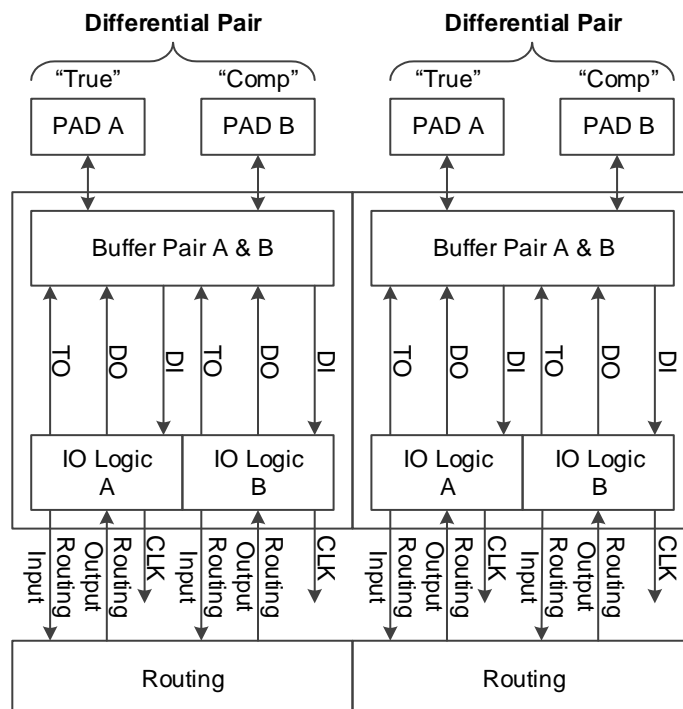 Differential Pair Differential Pair
“True” “Comp” “True” “Comp”
PAD A PAD B PAD A PAD B
Buffer Pair A & B Buffer Pair A & B
TO DO DI TO DO DI TO DO DI TO DO DI
IO Logic A IO Logic B IO Logic A IO Logic B
Routing Input Routing Output CLK Routing Input Routing Output CLK Routing Input Routing Output CLK Routing Input Routing Output CLK
Routing Routing